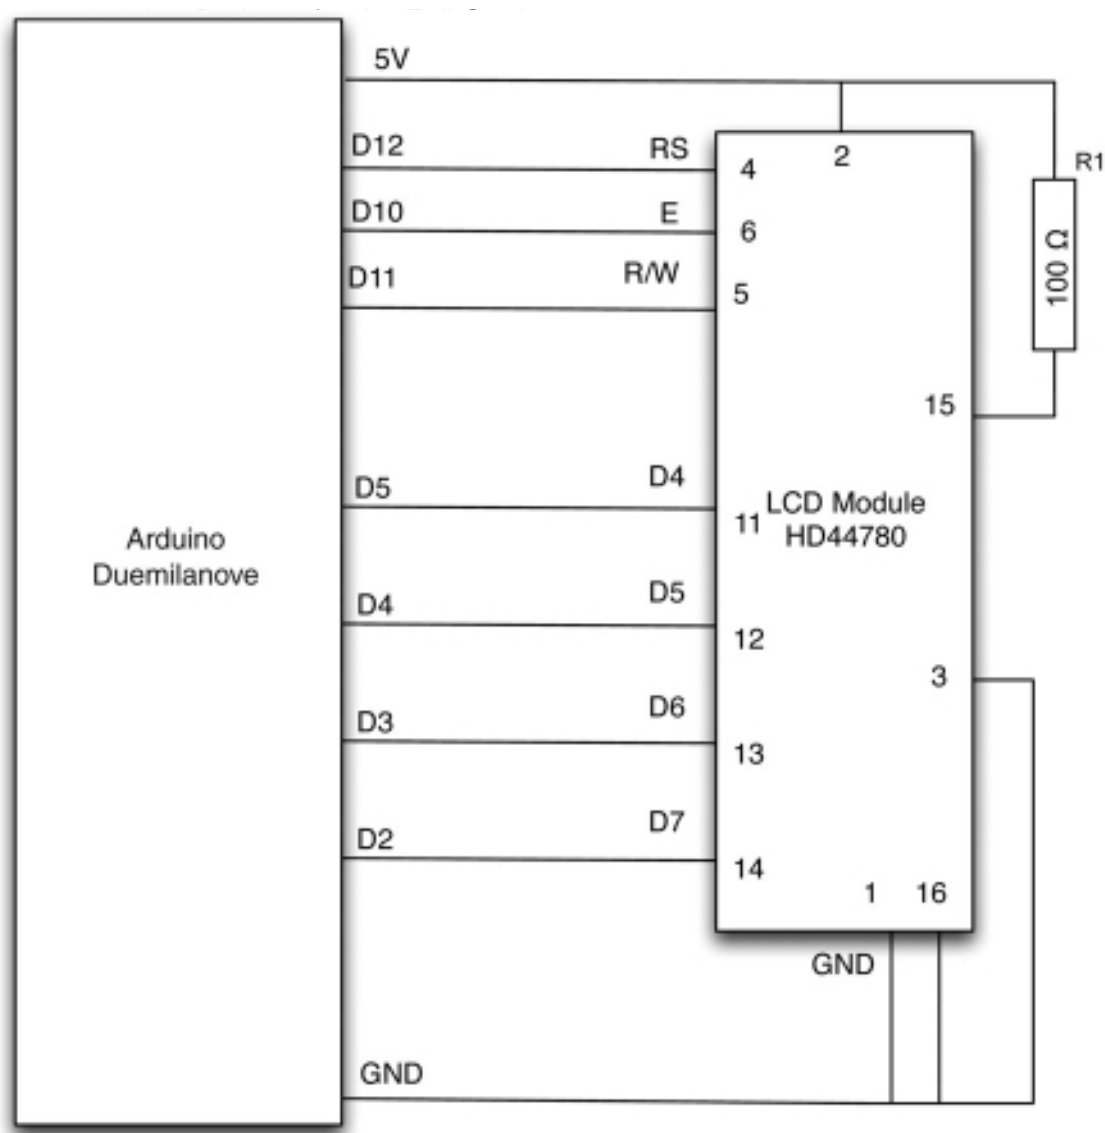 5V
D12 RS 4 2
R1
D10 E 6
D11 R/W 5
100 Ω
15
D5 D4 11
LCD Module
HD44780
Arduino
Duemilanove
D4 D5 12
3
D3 D6 13
D2 D7 14
1 16
GND
GND